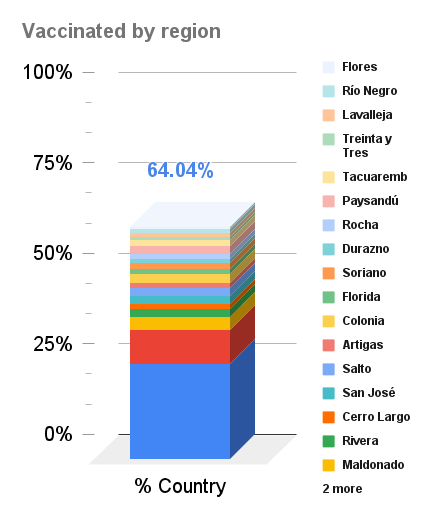 Vaccinated by region
100%
75%
50%
25%
0%
64.04%
% Country
Flores
Río Negro
Lavalleja
Treinta y
Tres
Tacuaremb
Paysandú
Rocha
Durazno
Soriano
Florida
Colonia
Artigas
Salto
San José
Cerro Largo
Rivera
Maldonado
2 more